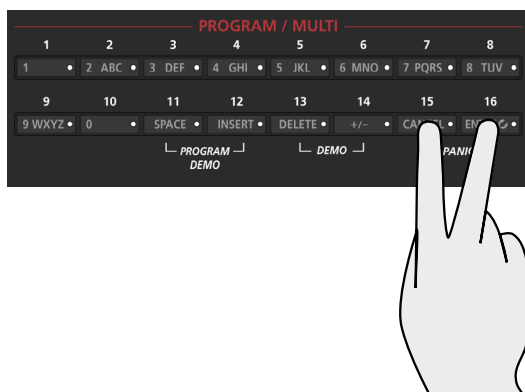 PROGRAM / MULTI
1 2 3 4 5 6 7 8
1 2 ABC 3 DEF 4 GHI 5 JKL 6 MNO 7 PQRS 8 TUV
9 10 11 12 13 14 15 16
9 WXYZ 0 SPACE INSERT DELETE +/–
PROGRAM DEMO
DEMO